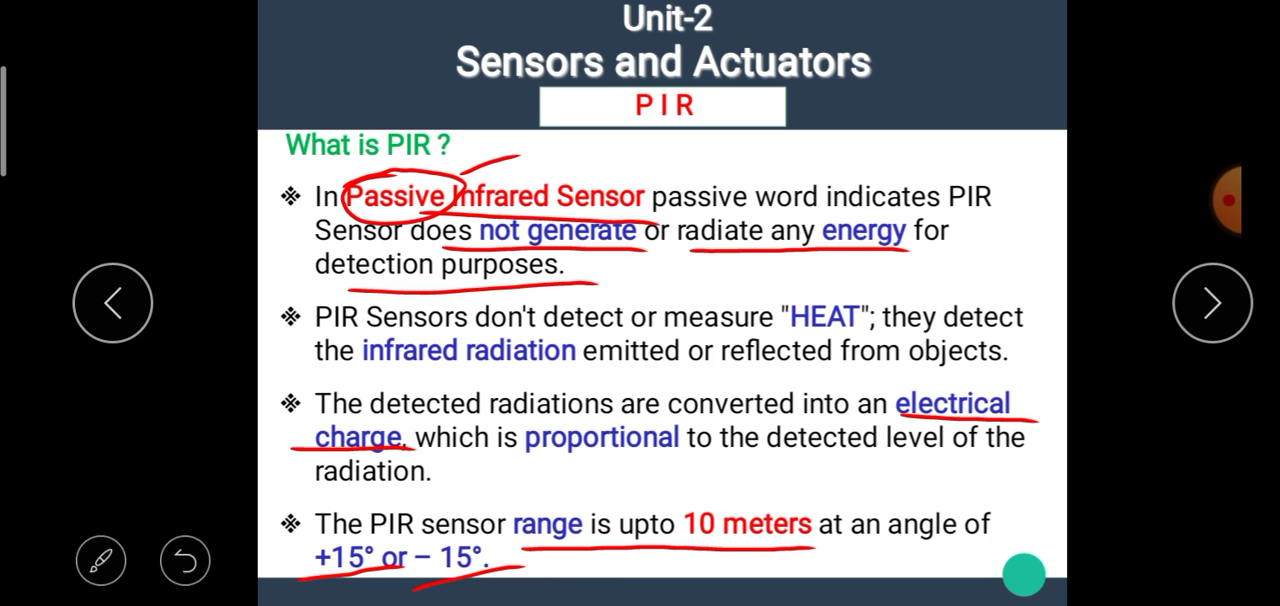 Unit-2
Sensors and Actuators
P I R
What is PIR ?
❖ In Passive Infrared Sensor passive word indicates PIR
Sensor does not generate or radiate any energy for
detection purposes.
❖ PIR Sensors don't detect or measure "HEAT"; they detect
the infrared radiation emitted or reflected from objects.
❖ The detected radiations are converted into an electrical
charge, which is proportional to the detected level of the
radiation.
❖ The PIR sensor range is upto 10 meters at an angle of
+15° or – 15°.